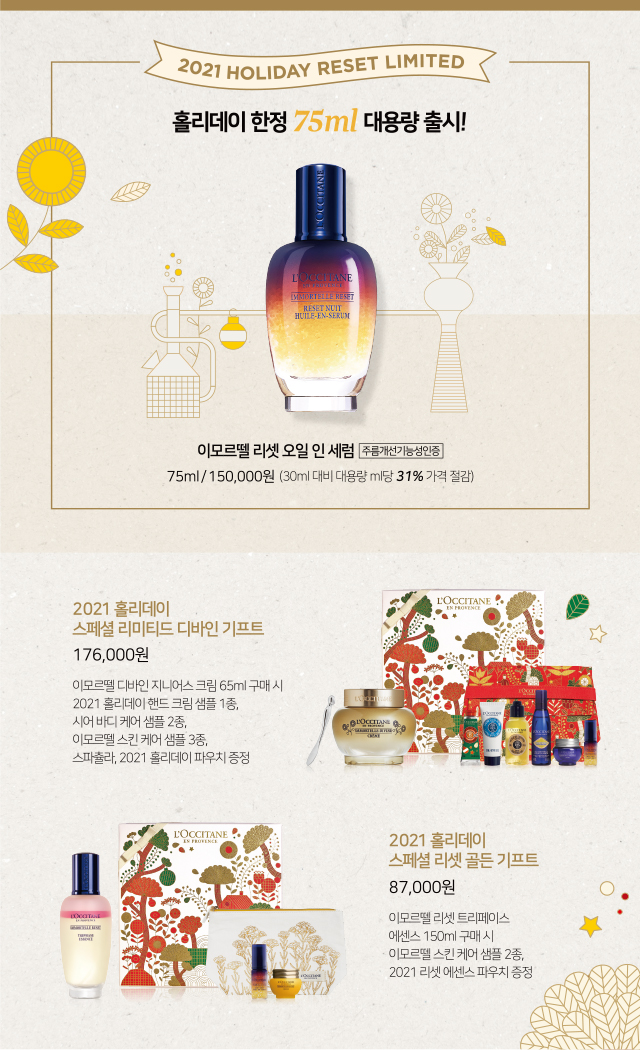 2021 HOLIDAY RESET LIMITED
홀리데이 한정 75ml 대용량 출시!
L'OCCITANE
L'OCCITANE
EN PROVENCE
IMMORTELLE RESET
RESET NUIT
HUILE-EN-SERUM
이모르뗄 리셋 오일 인 세럼 주름개선기능성인증
75ml / 150,000원 (30ml 대비 대용량 ml당 31% 가격 절감)
2021 홀리데이
스페셜 리미티드 디바인 기프트
176,000원
이모르뗄 디바인 지니어스 크림 65ml 구매 시
2021 홀리데이 핸드 크림 샘플 1종,
시어 바디 케어 샘플 2종,
이모르뗄 스킨 케어 샘플 3종,
스파츌라, 2021 홀리데이 파우치 증정
L'OCCITANE
EN PROVENCE
L'OCCITANE
L'OCCITANE
EN PROVENCE
L'OCCITANE
EN PROVENCE
IMMORTELLE RESET
2021 홀리데이
스페셜 리셋 골든 기프트
87,000원
이모르뗄 리셋 트리페이스
에센스 150ml 구매 시
이모르뗄 스킨 케어 샘플 2종,
2021 리셋 에센스 파우치 증정